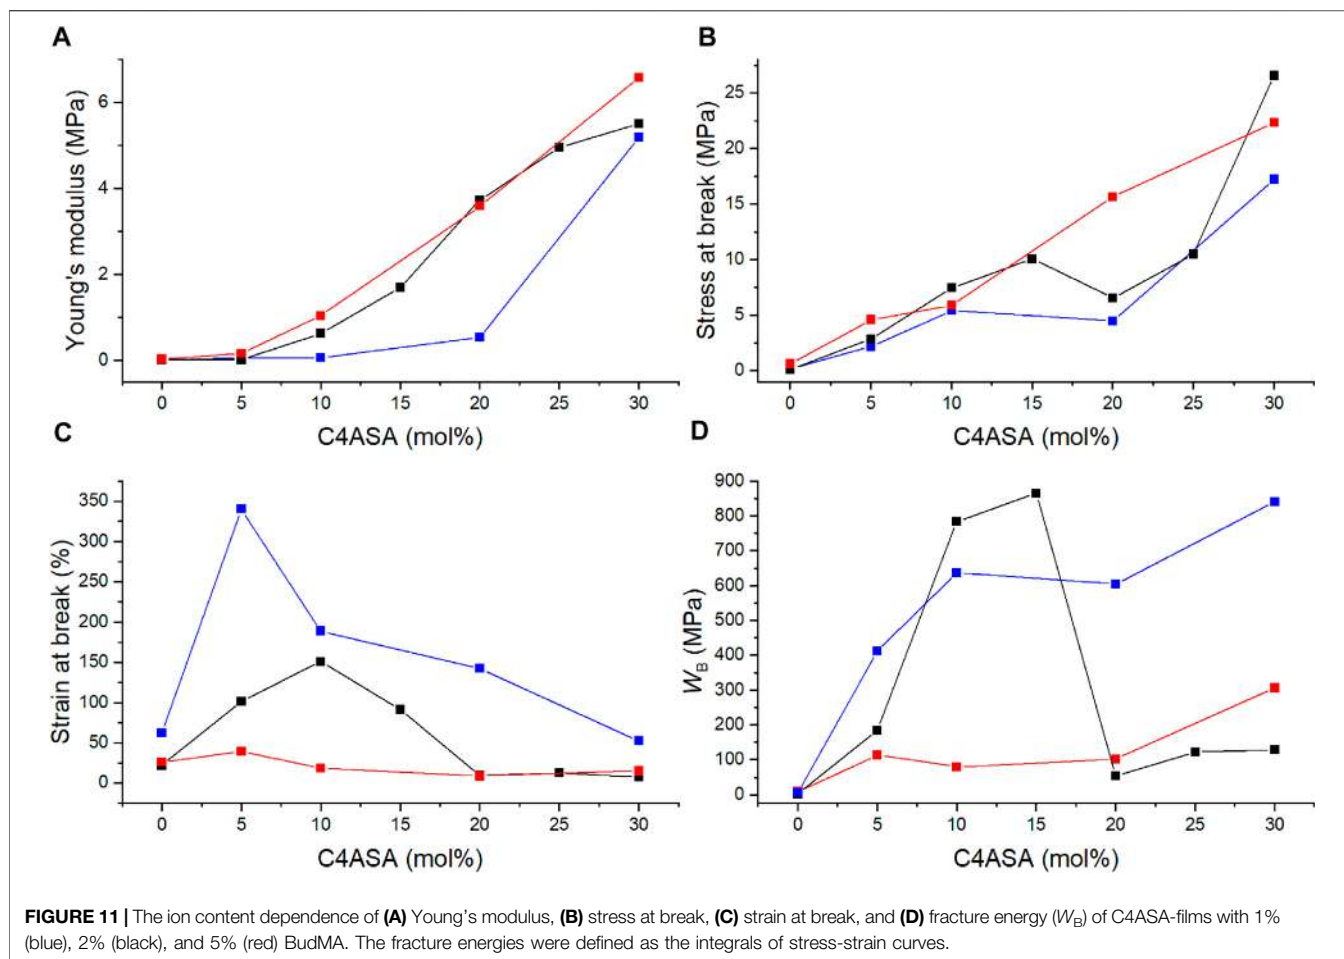 A
Young's modulus (MPa)
6
4
2
0
0 5 10 15 20 25 30
C4ASA (mol%)
B
Stress at break (MPa)
25
20
15
10
5
0
0 5 10 15 20 25 30
C4ASA (mol%)
C
Strain at break (%)
350
300
250
200
150
100
50
0
0 5 10 15 20 25 30
C4ASA (mol%)
D
W_B (MPa)
900
800
700
600
500
400
300
200
100
0
0 5 10 15 20 25 30
C4ASA (mol%)
FIGURE 11 | The ion content dependence of (A) Young's modulus, (B) stress at break, (C) strain at break, and (D) fracture energy (W_B) of C4ASA-films with 1%
(blue), 2% (black), and 5% (red) BudMA. The fracture energies were defined as the integrals of stress-strain curves.